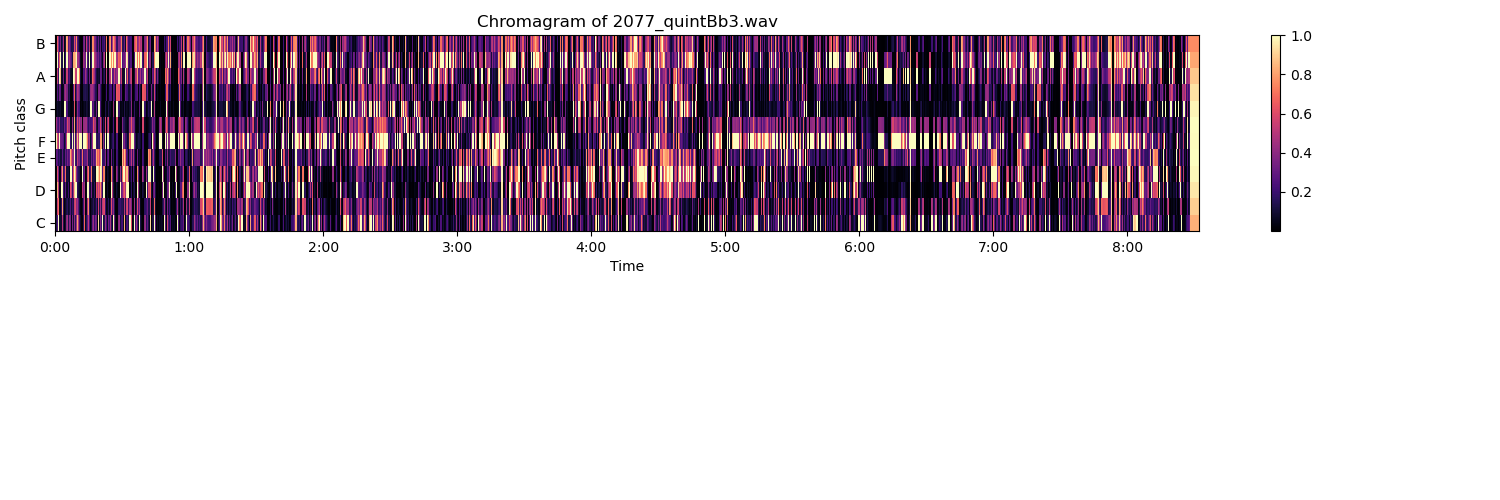 Chromagram of 2077_quintBb3.wav
Pitch class
B
A
G
F
E
D
C
0:00 1:00 2:00 3:00 4:00 5:00 6:00 7:00 8:00
Time
1.0
0.8
0.6
0.4
0.2